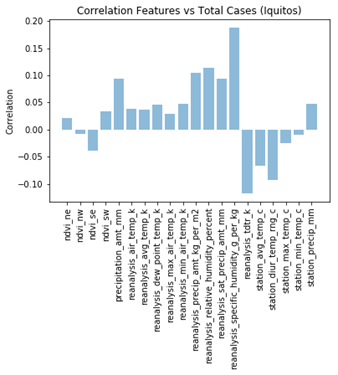 Correlation Features vs Total Cases (Iquitos)
Correlation
0.20
0.15
0.10
0.05
0.00
−0.05
−0.10
ndvi_ne
ndvi_nw
ndvi_se
ndvi_sw
precipitation_amt_mm
reanalysis_air_temp_k
reanalysis_avg_temp_k
reanalysis_dew_point_temp_k
reanalysis_max_air_temp_k
reanalysis_min_air_temp_k
reanalysis_precip_amt_kg_per_m2
reanalysis_relative_humidity_percent
reanalysis_sat_precip_amt_mm
reanalysis_specific_humidity_g_per_kg
reanalysis_tdtr_k
station_avg_temp_c
station_diur_temp_rng_c
station_max_temp_c
station_min_temp_c
station_precip_mm